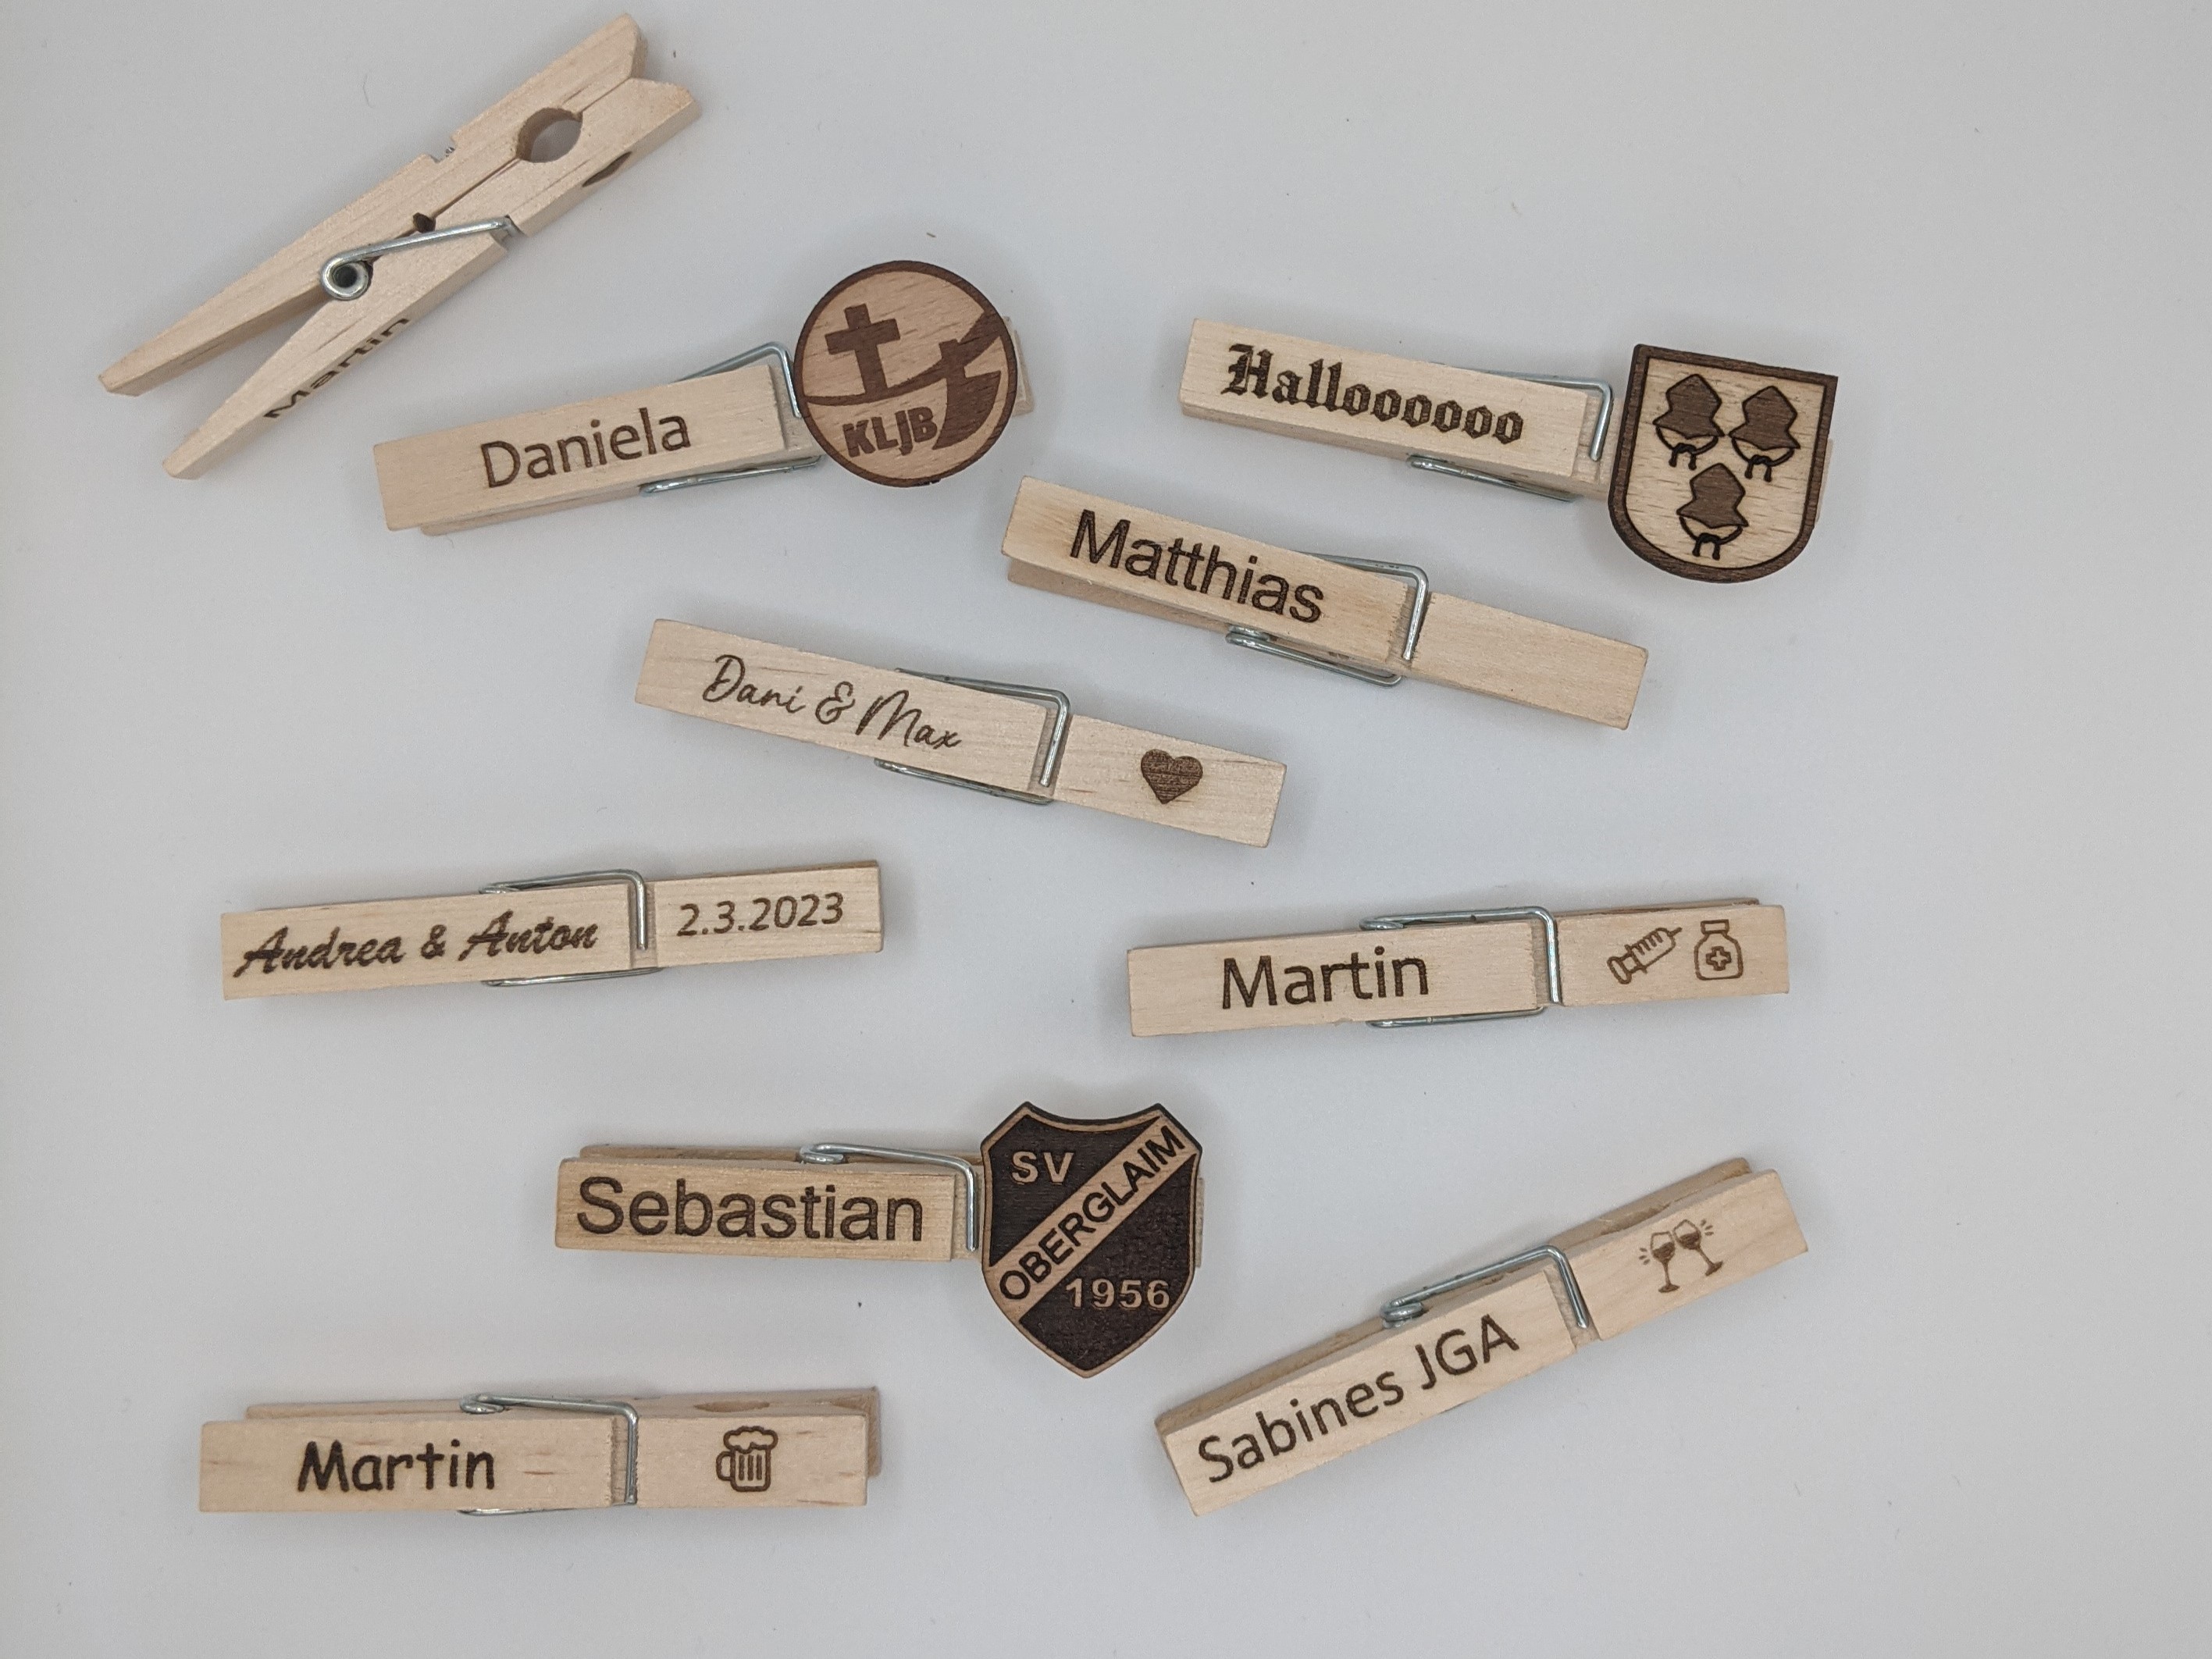 Martin
Daniela
KLJB
Halloooooo
Matthias
Dani & Max
Andrea & Anton
2.3.2023
Martin
Sebastian
SV
OBERGLAIM
1956
Sabines JGA
Martin